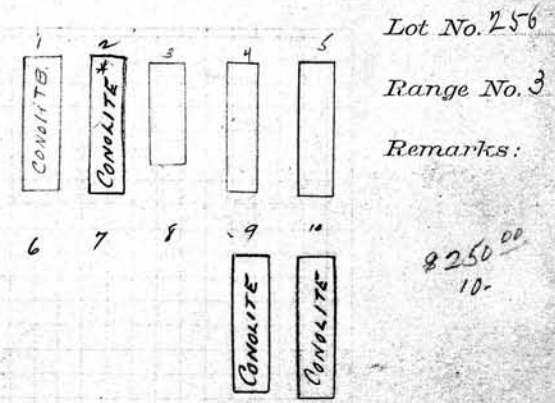 1 2 3 4 5
CONOLITE
CONOLITE*
6 7 8 9 10
CONOLITE
CONOLITE
Lot No. 256
Range No. 3
Remarks:
$250 00
10-